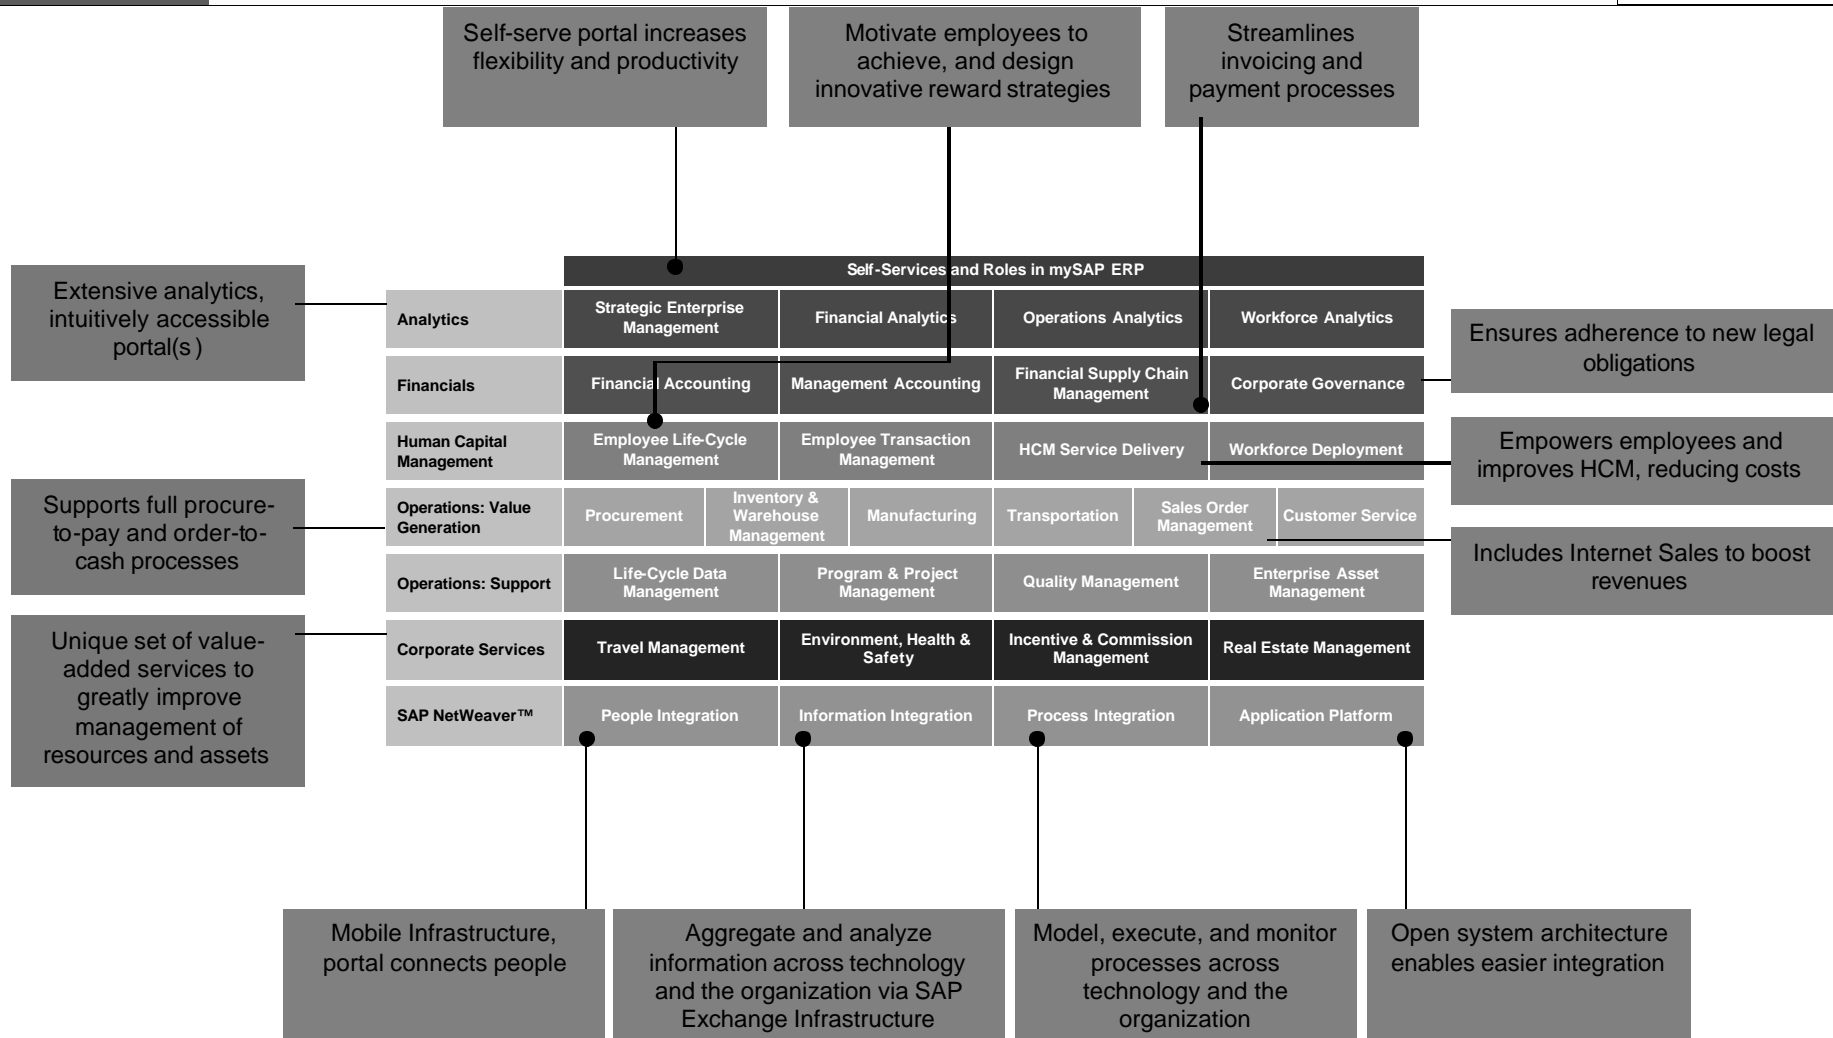 Self-serve portal increases
flexibility and productivity
Motivate employees to
achieve, and design
innovative reward strategies
Streamlines
invoicing and
payment processes
Self-Services and Roles in mySAP ERP
Extensive analytics,
intuitively accessible
portal(s)
Analytics
Strategic Enterprise
Management
Financial Analytics
Operations Analytics
Workforce Analytics
Ensures adherence to new legal
obligations
Financials
Financial Accounting
Management Accounting
Financial Supply Chain
Management
Corporate Governance
Human Capital
Management
Employee Life-Cycle
Management
Employee Transaction
Management
HCM Service Delivery
Workforce Deployment
Empowers employees and
improves HCM, reducing costs
Supports full procure-
to-pay and order-to-
cash processes
Operations: Value
Generation
Procurement
Inventory &
Warehouse
Management
Manufacturing
Transportation
Sales Order
Management
Customer Service
Includes Internet Sales to boost
revenues
Operations: Support
Life-Cycle Data
Management
Program & Project
Management
Quality Management
Enterprise Asset
Management
Unique set of value-
added services to
greatly improve
management of
resources and assets
Corporate Services
Travel Management
Environment, Health &
Safety
Incentive & Commission
Management
Real Estate Management
SAP NetWeaver™
People Integration
Information Integration
Process Integration
Application Platform
Mobile Infrastructure,
portal connects people
Aggregate and analyze
information across technology
and the organization via SAP
Exchange Infrastructure
Model, execute, and monitor
processes across
technology and the
organization
Open system architecture
enables easier integration